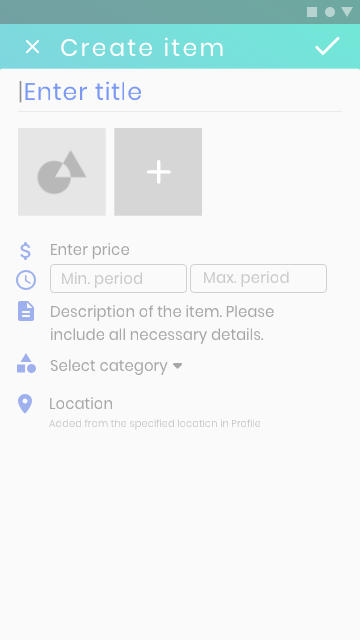 Create item
Enter title
Enter price
Min. period Max. period
Description of the item. Please
include all necessary details.
Select category
Location
Added from the specified location in Profile